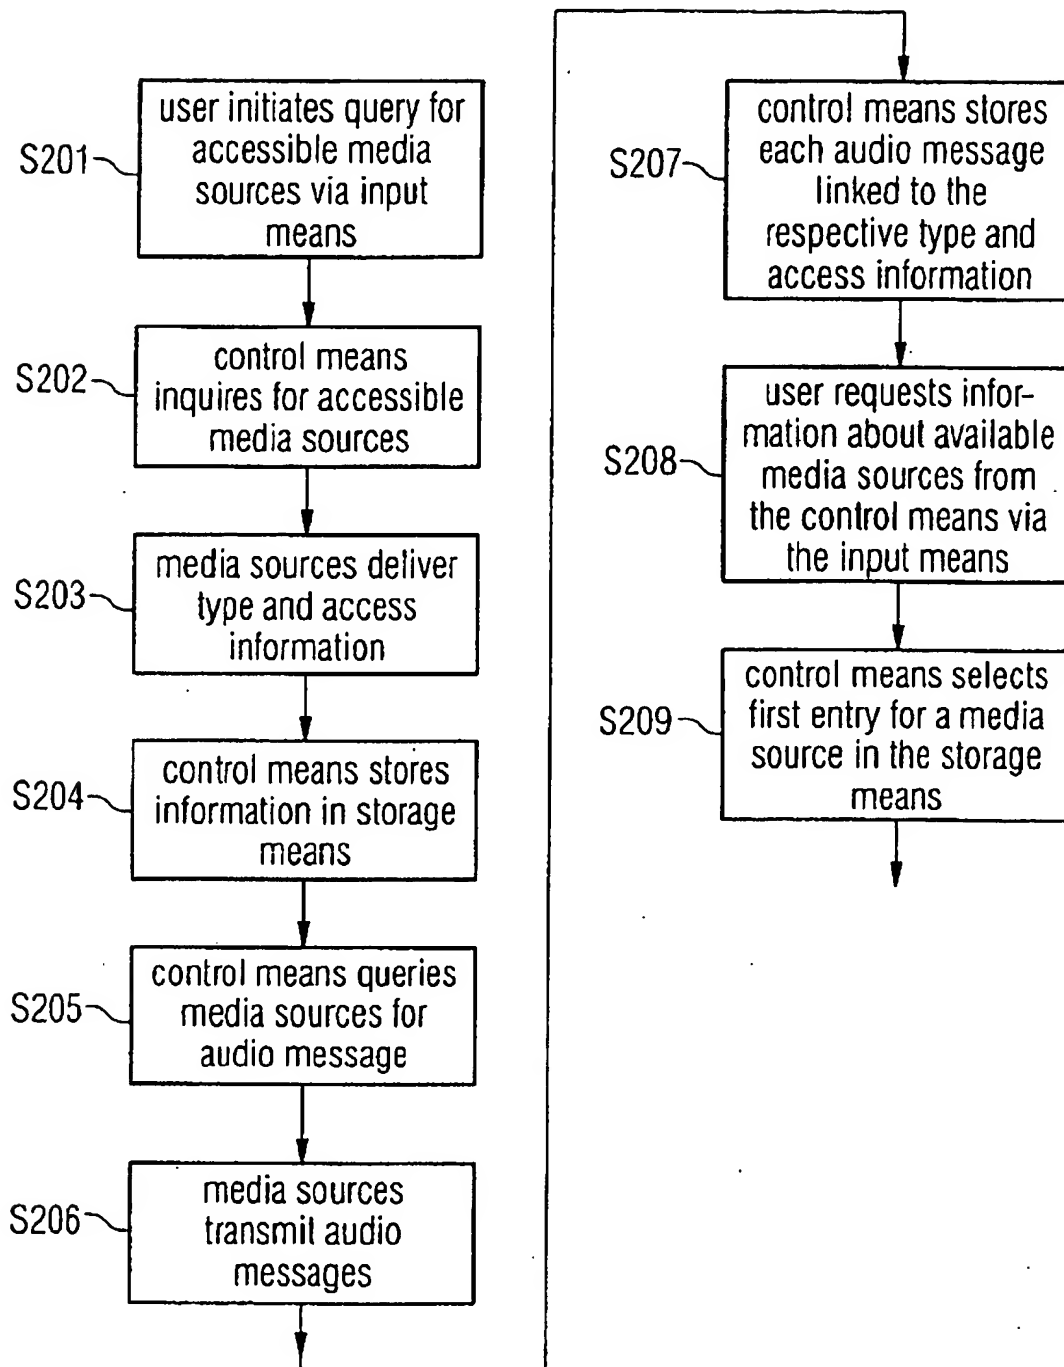 S201
user initiates query for
accessible media
sources via input
means
S202
control means
inquires for accessible
media sources
S203
media sources deliver
type and access
information
S204
control means stores
information in storage
means
S205
control means queries
media sources for
audio message
S206
media sources
transmit audio
messages
S207
control means stores
each audio message
linked to the
respective type and
access information
S208
user requests infor-
mation about available
media sources from
the control means via
the input means
S209
control means selects
first entry for a media
source in the storage
means